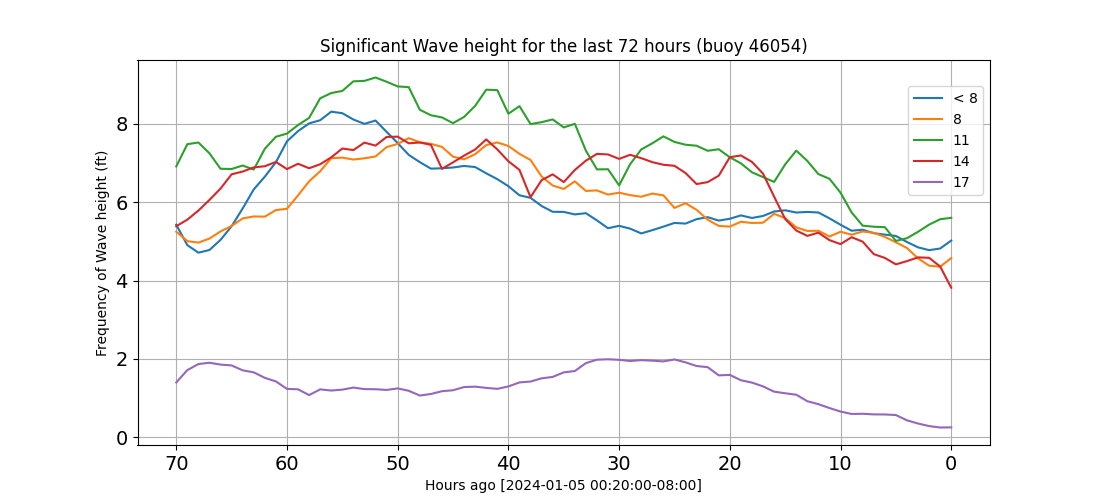 Significant Wave height for the last 72 hours (buoy 46054)
Frequency of Wave height (ft)
8
6
4
2
0
< 8
8
11
14
17
70 60 50 40 30 20 10 0
Hours ago [2024-01-05 00:20:00-08:00]